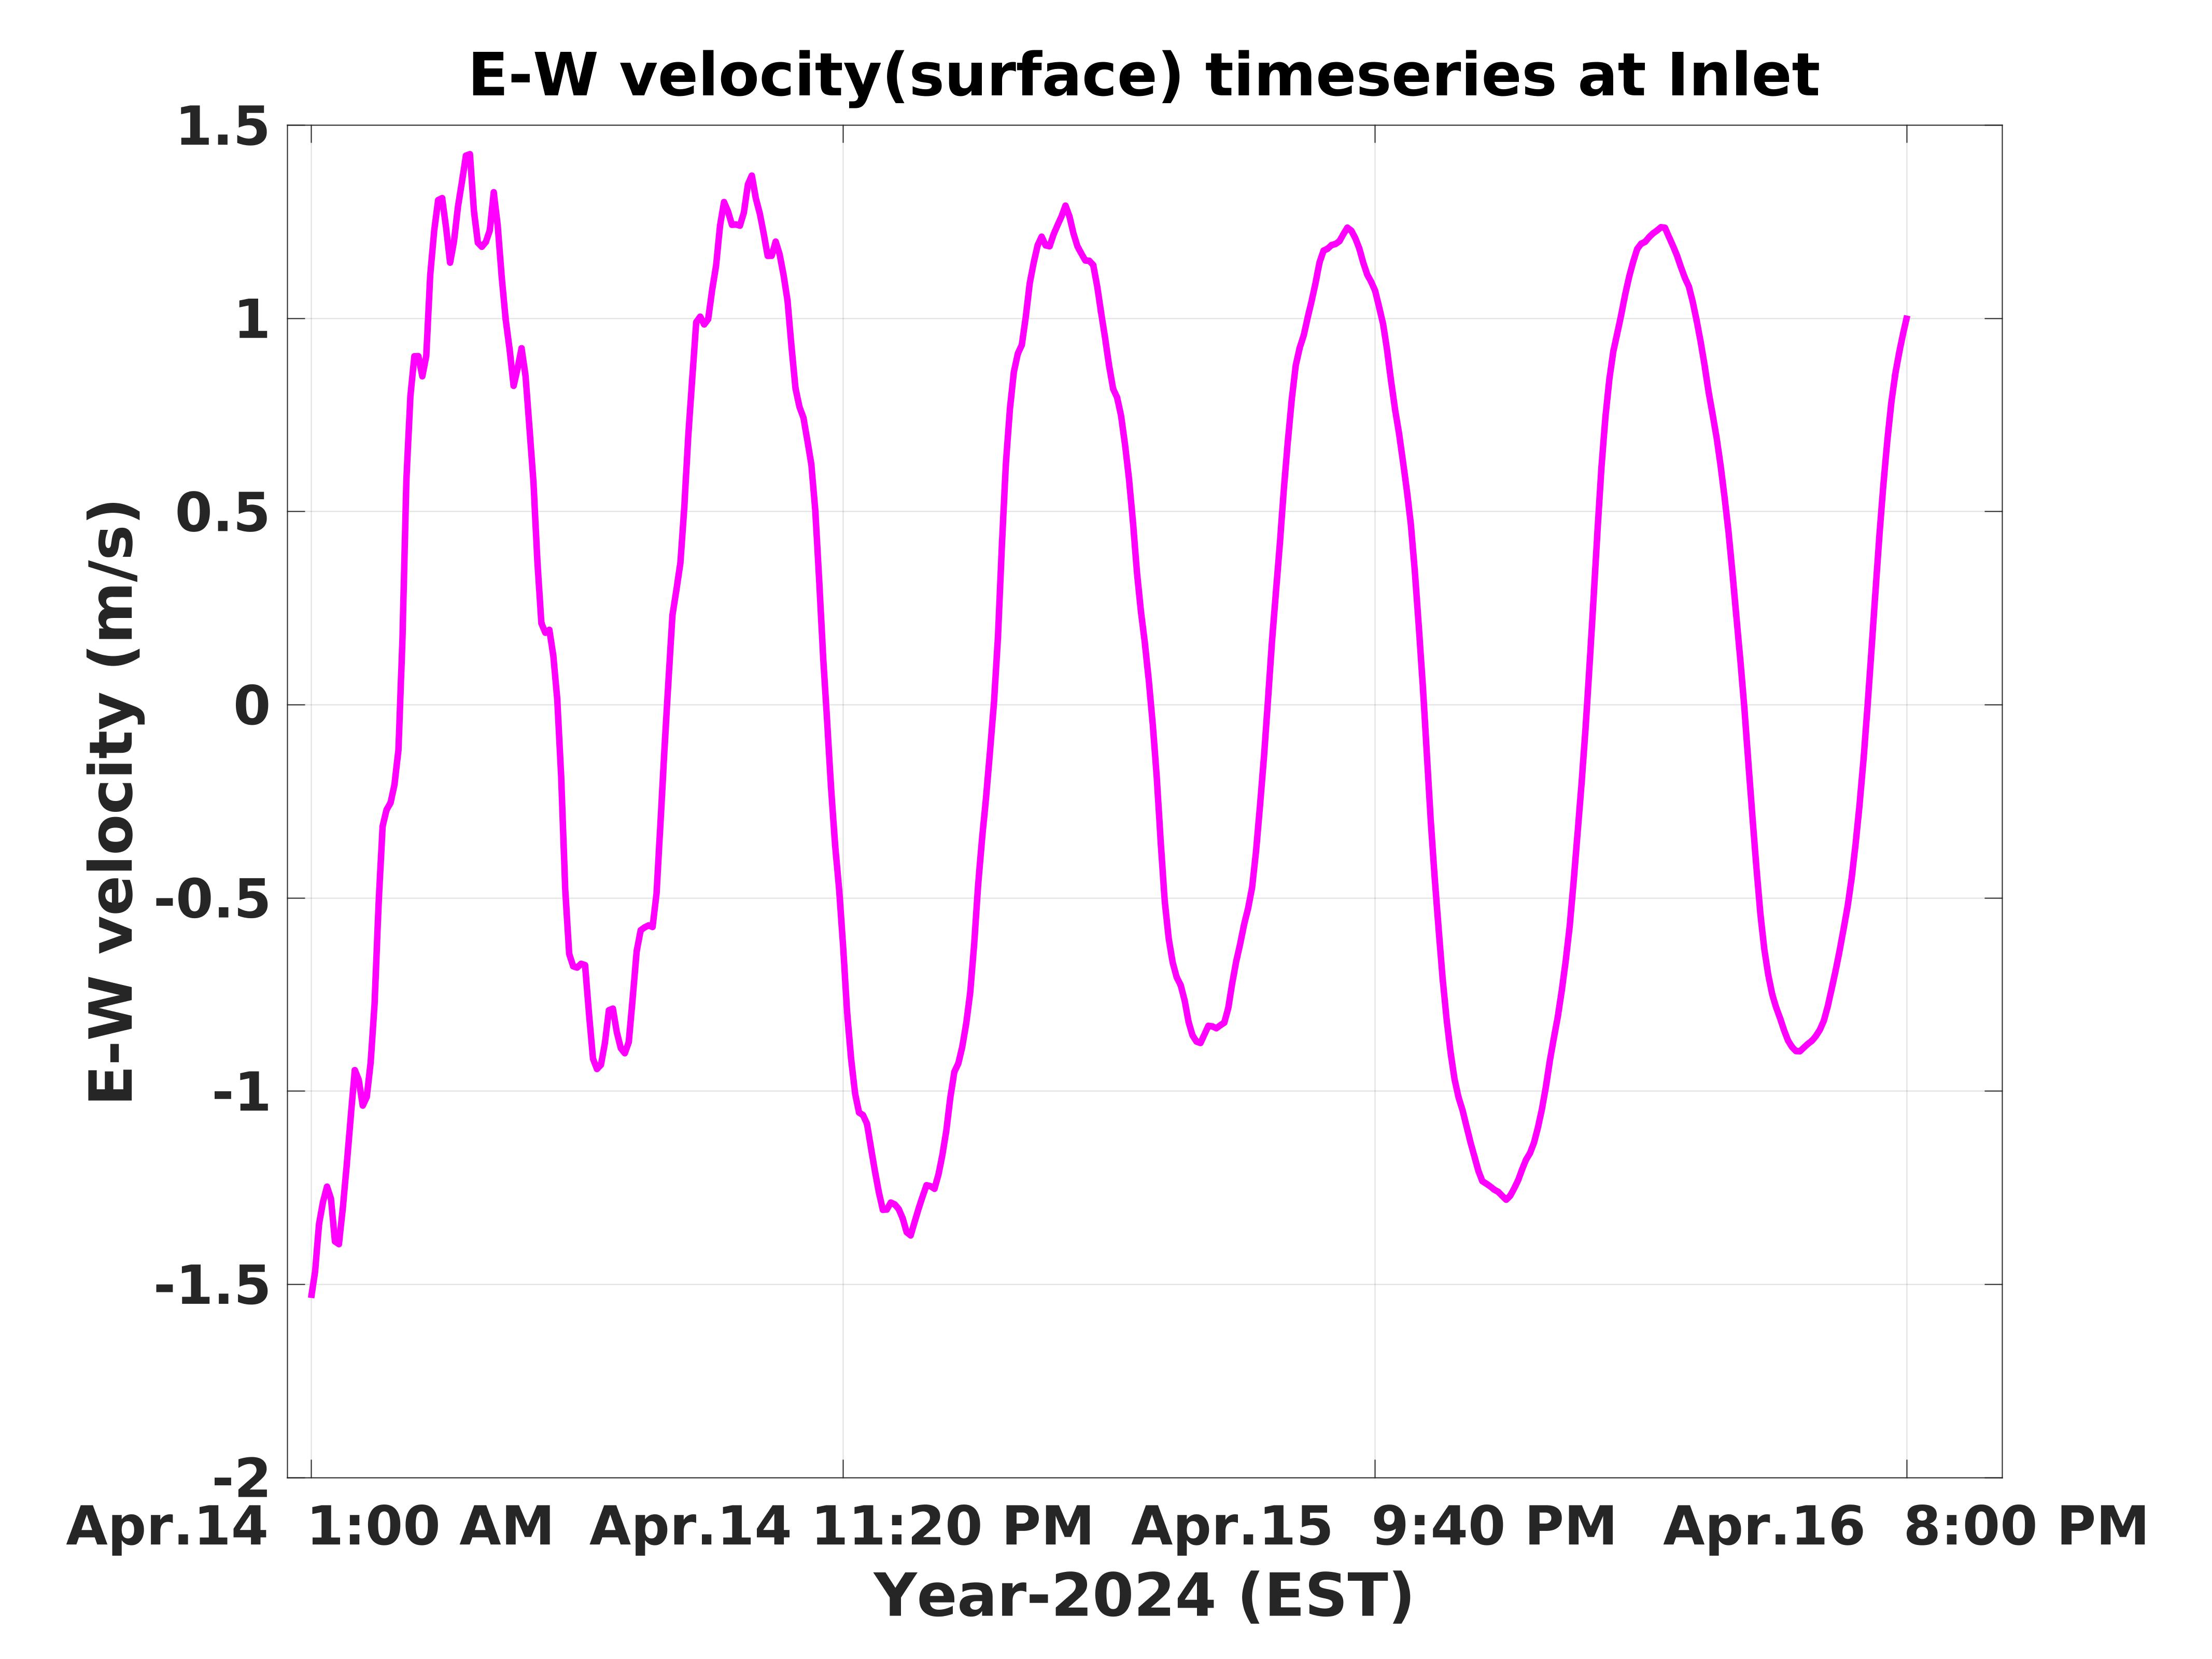 E-W velocity(surface) timeseries at Inlet
1.5
1
0.5
0
-0.5
-1
-1.5
-2
E-W velocity (m/s)
Apr.14 1:00 AM Apr.14 11:20 PM Apr.15 9:40 PM Apr.16 8:00 PM
Year-2024 (EST)